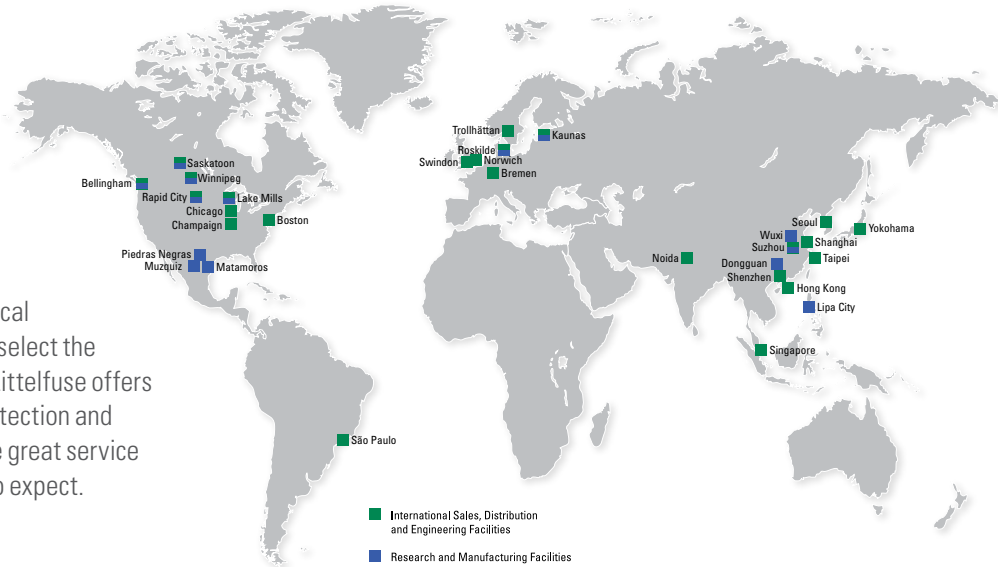 Trollhättan
Kaunas
Roskilde
Swindon
Norwich
Bremen
Saskatoon
Winnipeg
Bellingham
Rapid City
Lake Mills
Chicago
Champaign
Boston
Piedras Negras
Muzquiz
Matamoros
Seoul
Yokohoma
Wuxi
Suzhou
Shanghai
Noida
Taipei
Dongguan
Shenzhen
Hong Kong
Lipa City
Singapore
São Paulo
ical
select the
ittelfuse offers
tection and
e great service
o expect.
International Sales, Distribution
and Engineering Facilities
Research and Manufacturing Facilities